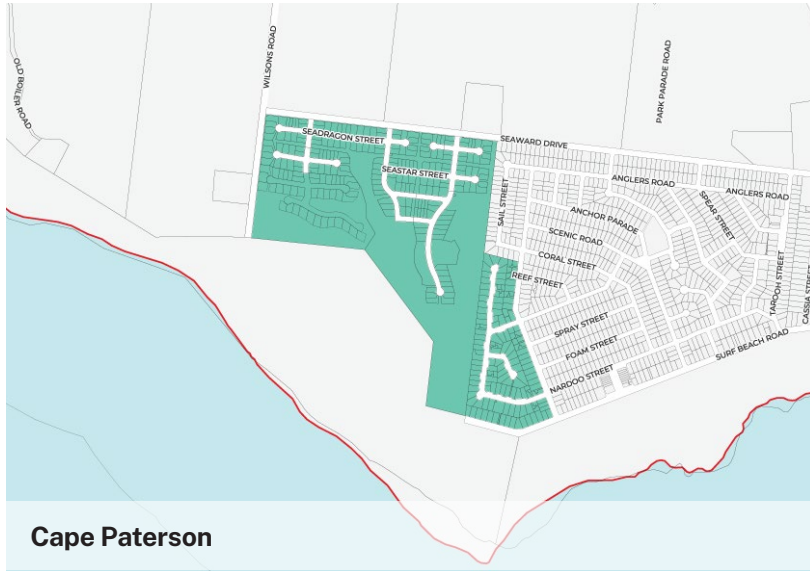 OLD BOILER ROAD
WILSONS ROAD
PARK PARADE ROAD
SEADRAGON STREET
SEAWARD DRIVE
SEASTAR STREET
ANGLERS ROAD
ANGLERS ROAD
SAIL STREET
ANCHOR PARADE
SPEAR STREET
SCENIC ROAD
CORAL STREET
REEF STREET
TAROOH STREET
CASSIA STREET
SPRAY STREET
FOAM STREET
SURF BEACH ROAD
NARDOO STREET
Cape Paterson